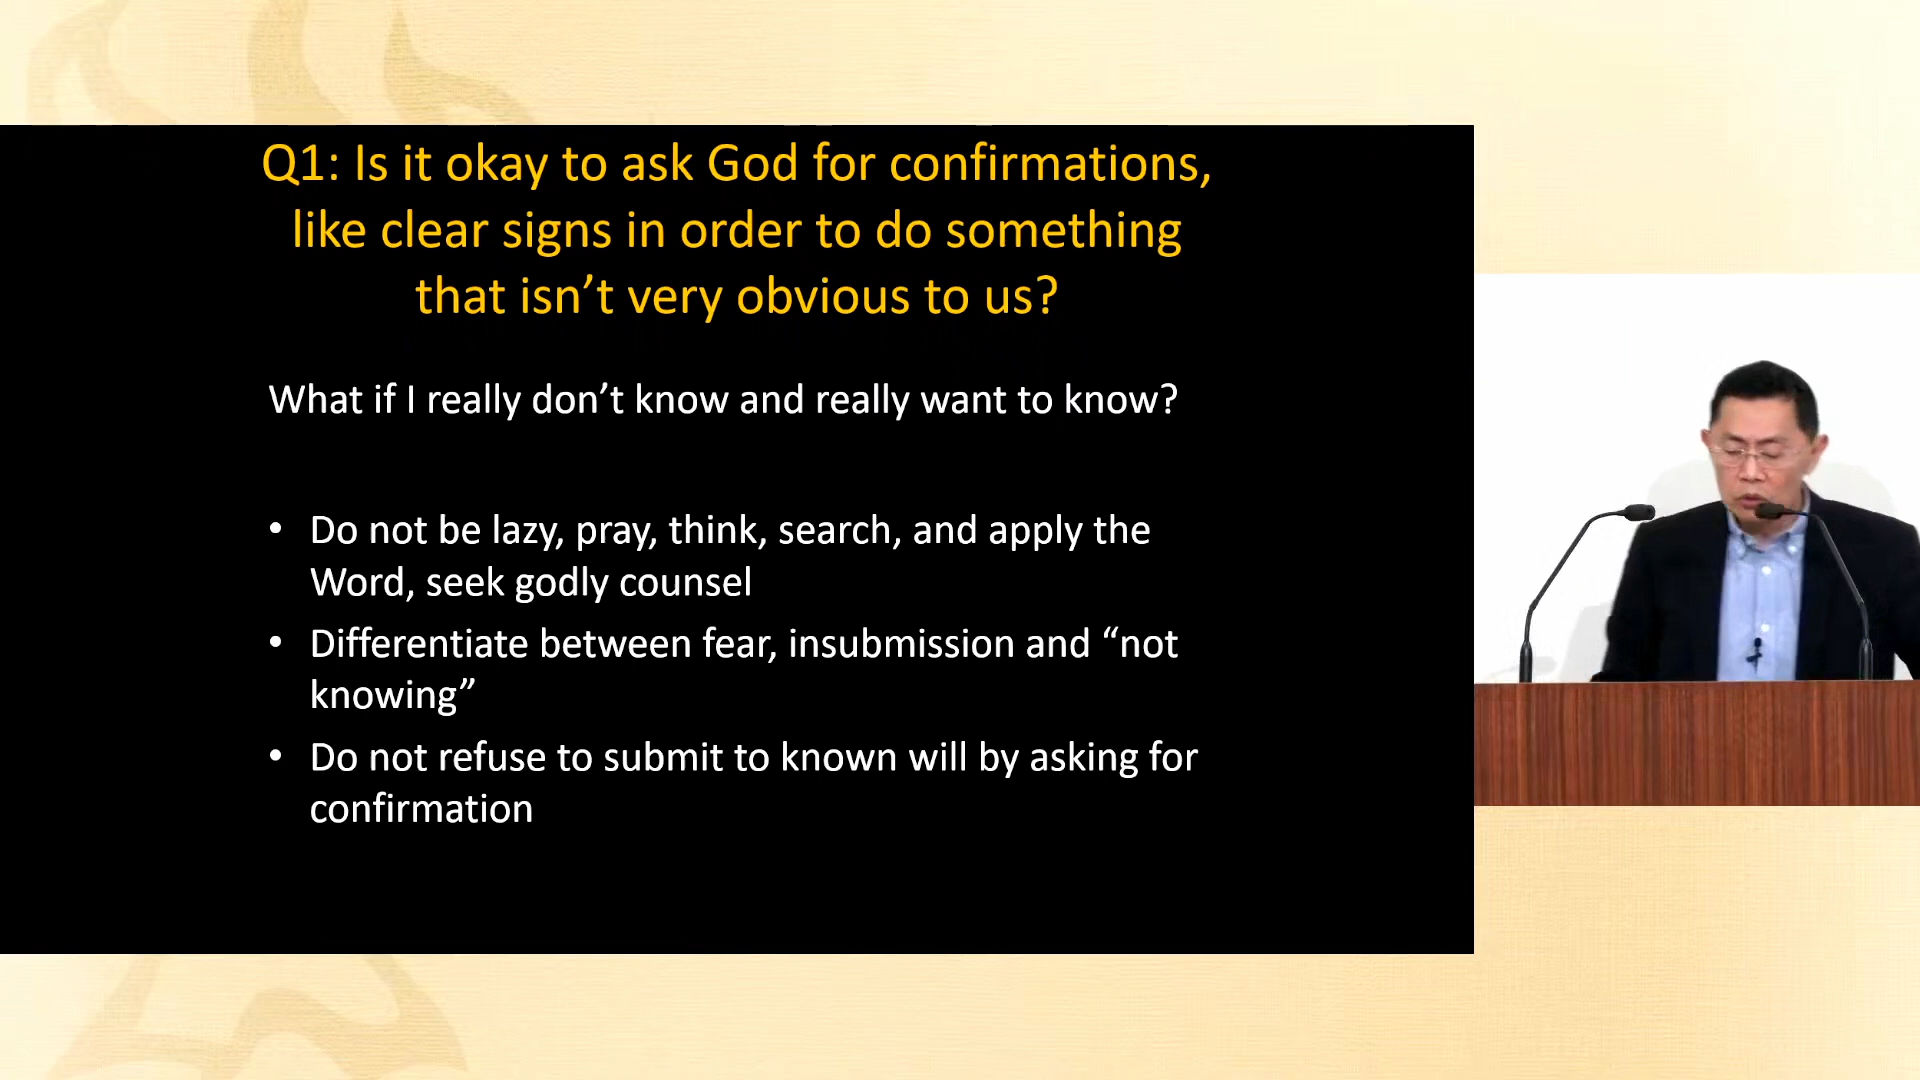 Q1: Is it okay to ask God for confirmations,
like clear signs in order to do something
that isn’t very obvious to us?
What if I really don’t know and really want to know?
• Do not be lazy, pray, think, search, and apply the
Word, seek godly counsel
• Differentiate between fear, insubmission and “not
knowing”
• Do not refuse to submit to known will by asking for
confirmation